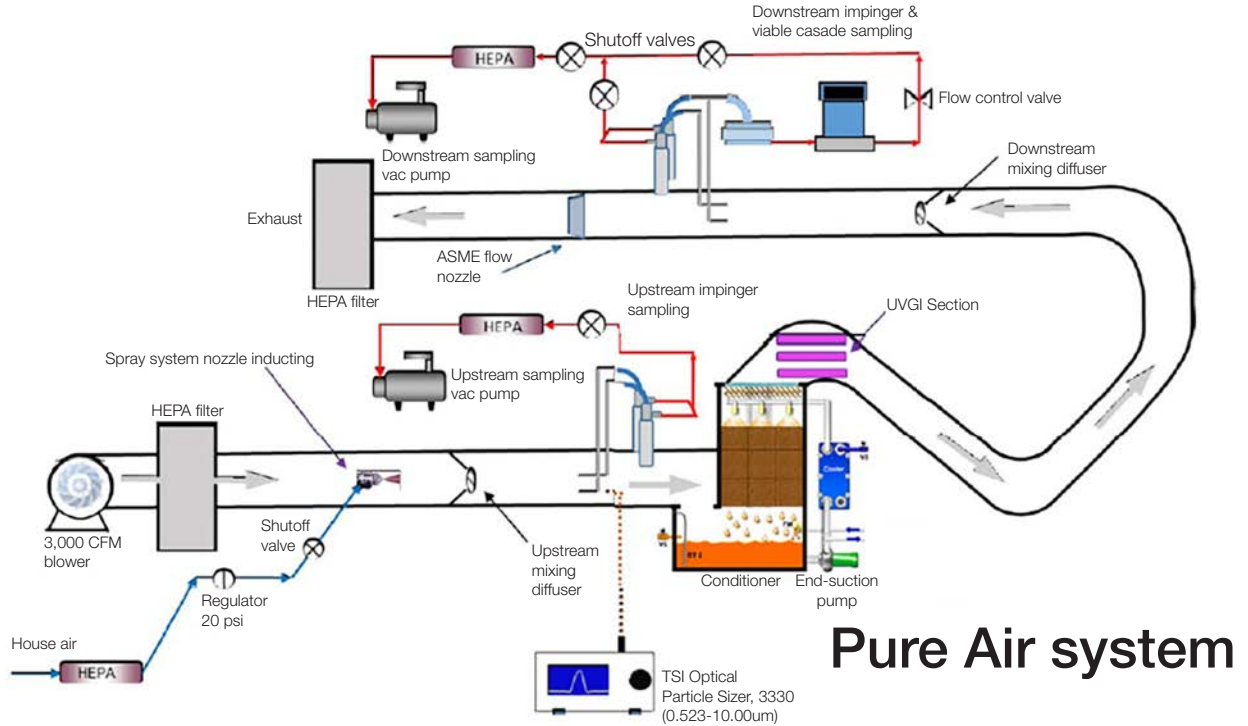 Downstream impinger &
viable casade sampling
Shutoff valves
HEPA
Flow control valve
Downstream sampling
vac pump
Downstream
mixing diffuser
Exhaust
ASME flow
nozzle
HEPA filter
Upstream impinger
sampling
UVGI Section
HEPA
Spray system nozzle inducting
Upstream sampling
vac pump
HEPA filter
Cooler
Shutoff
valve
3,000 CFM
blower
Upstream
mixing
diffuser
Conditioner
End-suction
pump
Regulator
20 psi
House air
HEPA
Pure Air system
TSI Optical
Particle Sizer, 3330
(0.523-10.00um)